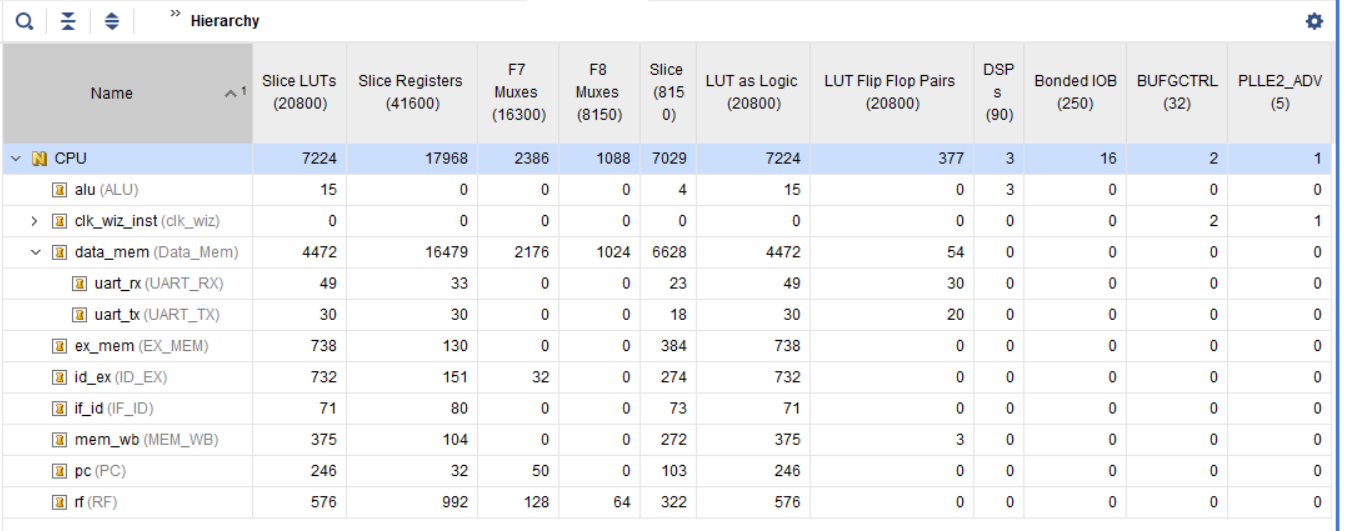 » Hierarchy
Name 1 Slice LUTs (20800) Slice Registers (41600) F7 Muxes (16300) F8 Muxes (8150) Slice (8150) LUT as Logic (20800) LUT Flip Flop Pairs (20800) DSPs (90) Bonded IOB (250) BUFGCTRL (32) PLLE2_ADV (5)
N CPU 7224 17968 2386 1088 7029 7224 377 3 16 2 1
alu (ALU) 15 0 0 0 4 15 0 3 0 0 0
clk_wiz_inst (clk_wiz) 0 0 0 0 0 0 0 0 0 2 1
data_mem (Data_Mem) 4472 16479 2176 1024 6628 4472 54 0 0 0 0
uart_rx (UART_RX) 49 33 0 0 23 49 30 0 0 0 0
uart_tx (UART_TX) 30 30 0 0 18 30 20 0 0 0 0
ex_mem (EX_MEM) 738 130 0 0 384 738 0 0 0 0 0
id_ex (ID_EX) 732 151 32 0 274 732 0 0 0 0 0
if_id (IF_ID) 71 80 0 0 73 71 0 0 0 0 0
mem_wb (MEM_WB) 375 104 0 0 272 375 3 0 0 0 0
pc (PC) 246 32 50 0 103 246 0 0 0 0 0
rf (RF) 576 992 128 64 322 576 0 0 0 0 0